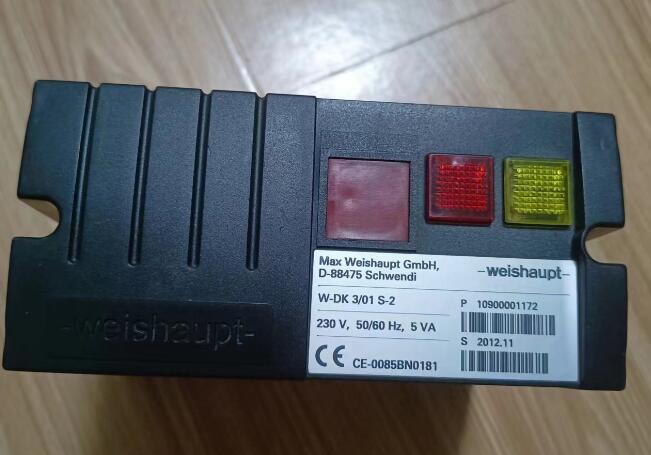 Max Weishaupt GmbH,
D-88475 Schwendi
-weishaupt-
W-DK 3/01 S-2
P 10900001172
230 V, 50/60 Hz, 5 VA
S 2012.11
CE CE-0085BN0181
-weishaupt-